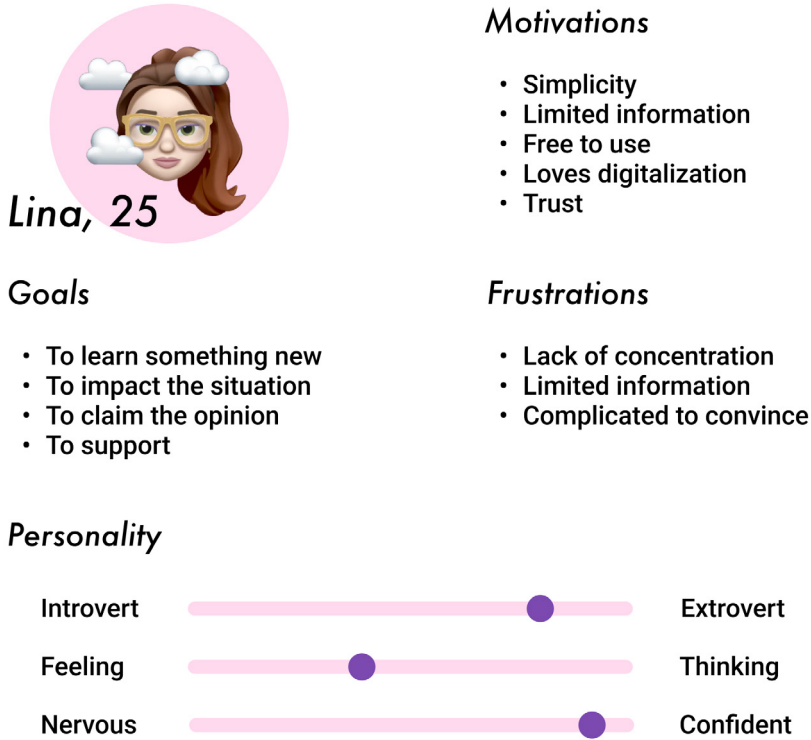 Lina, 25
Motivations
• Simplicity
• Limited information
• Free to use
• Loves digitalization
• Trust
Goals
• To learn something new
• To impact the situation
• To claim the opinion
• To support
Frustrations
• Lack of concentration
• Limited information
• Complicated to convince
Personality
Introvert Extrovert
Feeling Thinking
Nervous Confident